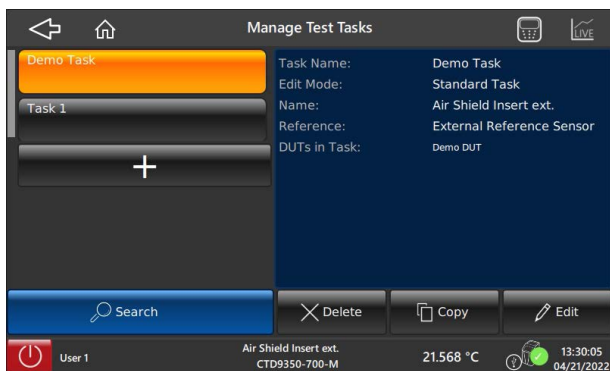 Manage Test Tasks
LIVE
Demo Task
Task 1
+
Task Name: Demo Task
Edit Mode: Standard Task
Name: Air Shield Insert ext.
Reference: External Reference Sensor
DUTs in Task: Demo DUT
Search
Delete
Copy
Edit
User 1
Air Shield Insert ext.
CTD9350-700-M
21.568 °C
13:30:05
04/21/2022